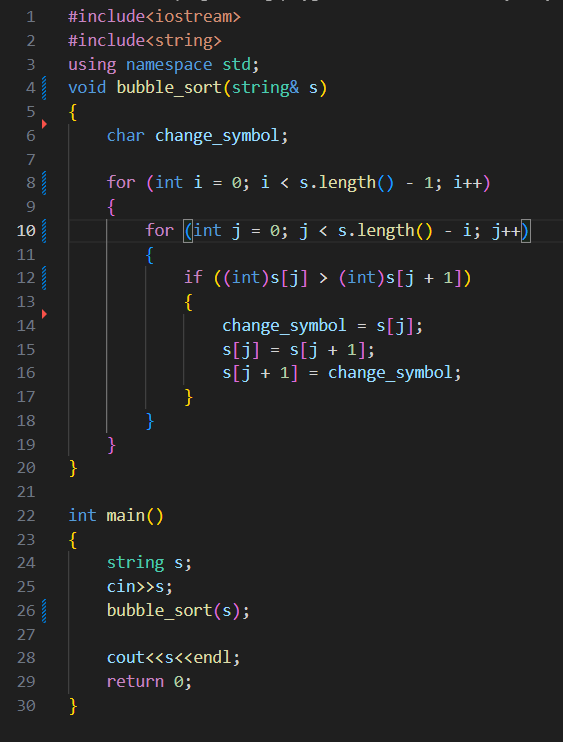 1 #include<iostream>
2 #include<string>
3 using namespace std;
4 void bubble_sort(string& s)
5 {
6     char change_symbol;
7
8     for (int i = 0; i < s.length() - 1; i++)
9     {
10         for (int j = 0; j < s.length() - i; j++)
11         {
12             if ((int)s[j] > (int)s[j + 1])
13             {
14                 change_symbol = s[j];
15                 s[j] = s[j + 1];
16                 s[j + 1] = change_symbol;
17             }
18         }
19     }
20 }
21
22 int main()
23 {
24     string s;
25     cin>>s;
26     bubble_sort(s);
27
28     cout<<s<<endl;
29     return 0;
30 }